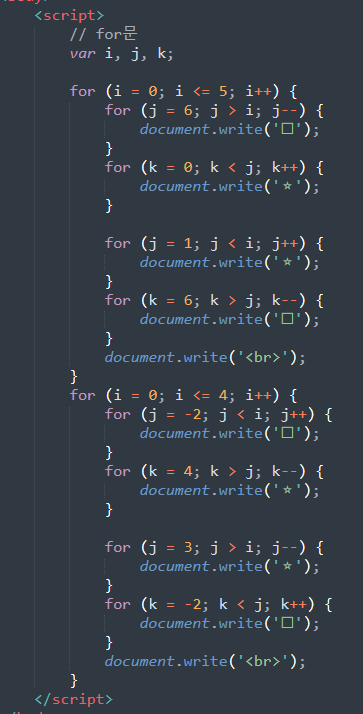 <script>
// for문
var i, j, k;
for (i = 0; i <= 5; i++) {
for (j = 6; j > i; j--) {
document.write('□');
}
for (k = 0; k < j; k++) {
document.write('⭐');
}
for (j = 1; j < i; j++) {
document.write('⭐');
}
for (k = 6; k > j; k--) {
document.write('□');
}
document.write('<br>');
}
for (i = 0; i <= 4; i++) {
for (j = -2; j < i; j++) {
document.write('□');
}
for (k = 4; k > j; k--) {
document.write('⭐');
}
for (j = 3; j > i; j--) {
document.write('⭐');
}
for (k = -2; k < j; k++) {
document.write('□');
}
document.write('<br>');
}
</script>